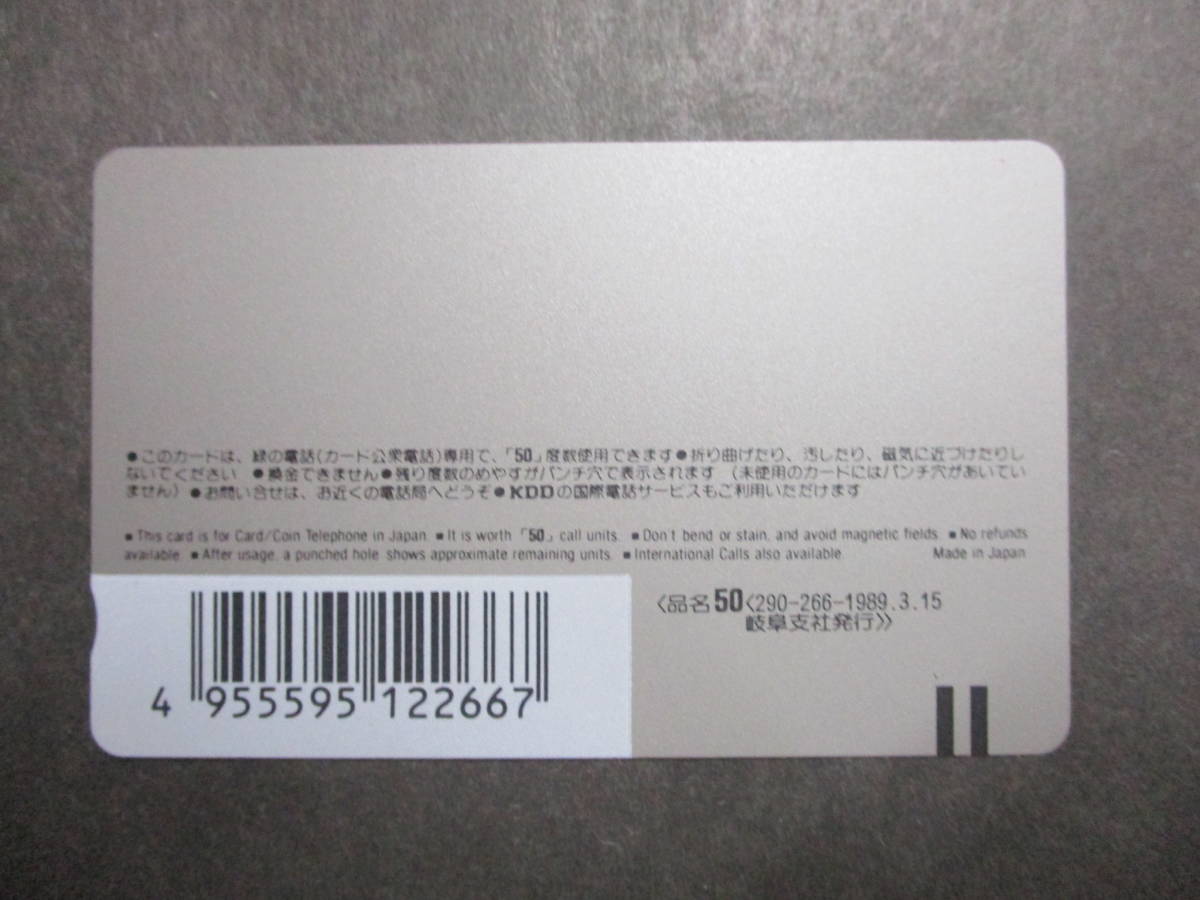 ●このカードは、緑の電話(カード公衆電話)専用で、「50」度数使用できます●折り曲げたり、汚したり、磁気に近づけたりし
ないでください ●換金できません●残り度数のめやすがパンチ穴で表示されます (未使用のカードにはパンチ穴があいてい
ません) ●お問い合せは、お近くの電話局へどうぞ●KDDの国際電話サービスもご利用いただけます
■This card is for Card/Coin Telephone in Japan. ■It is worth「50」call units. ■Don't bend or stain, and avoid magnetic fields. ■No refunds
available. ■After usage, a punched hole shows approximate remaining units. ■International Calls also available. Made in Japan
〈品名50〈290-266-1989.3.15
岐阜支社発行》
4 955595 122667